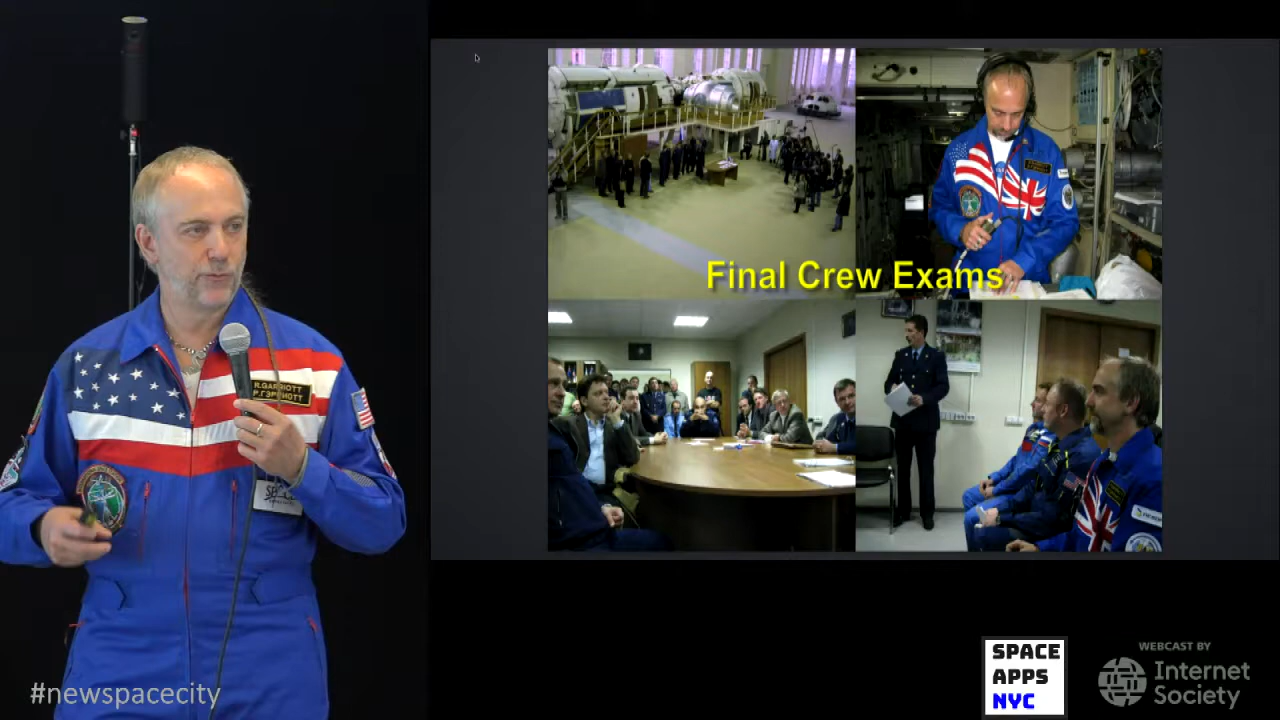 Final Crew Exams
R.GARRIOTT
Р.ГЭРИОТТ
#newspacecity
SPACE
APPS
NYC
WEBCAST BY
Internet
Society